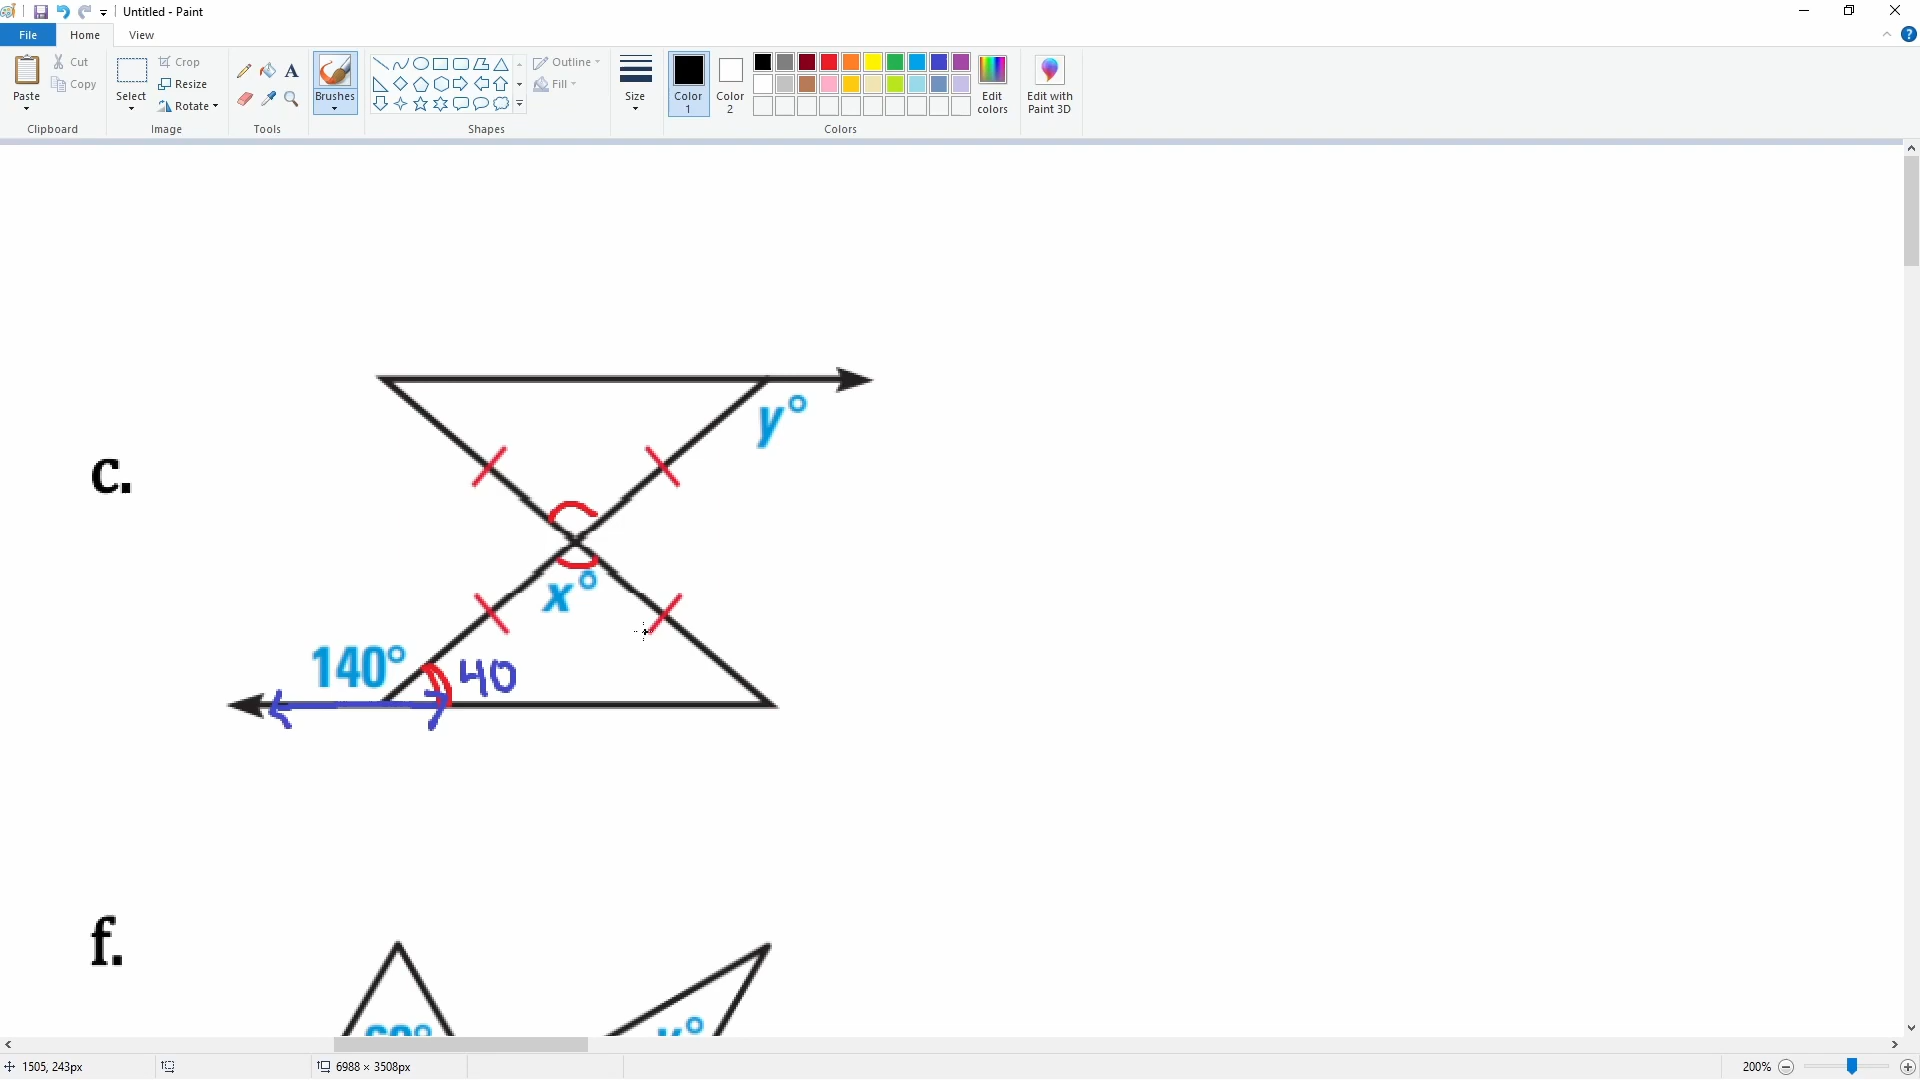 Untitled - Paint
File Home View
Paste
Cut
Copy
Clipboard
Select
Crop
Resize
Rotate
Image
A
Tools
Brushes
Shapes
Outline
Fill
Size
Color 1
Color 2
Colors
Edit colors
Edit with Paint 3D
?
c.
y°
x°
140°
40
f.
1505, 243px
6988 × 3508px
200%